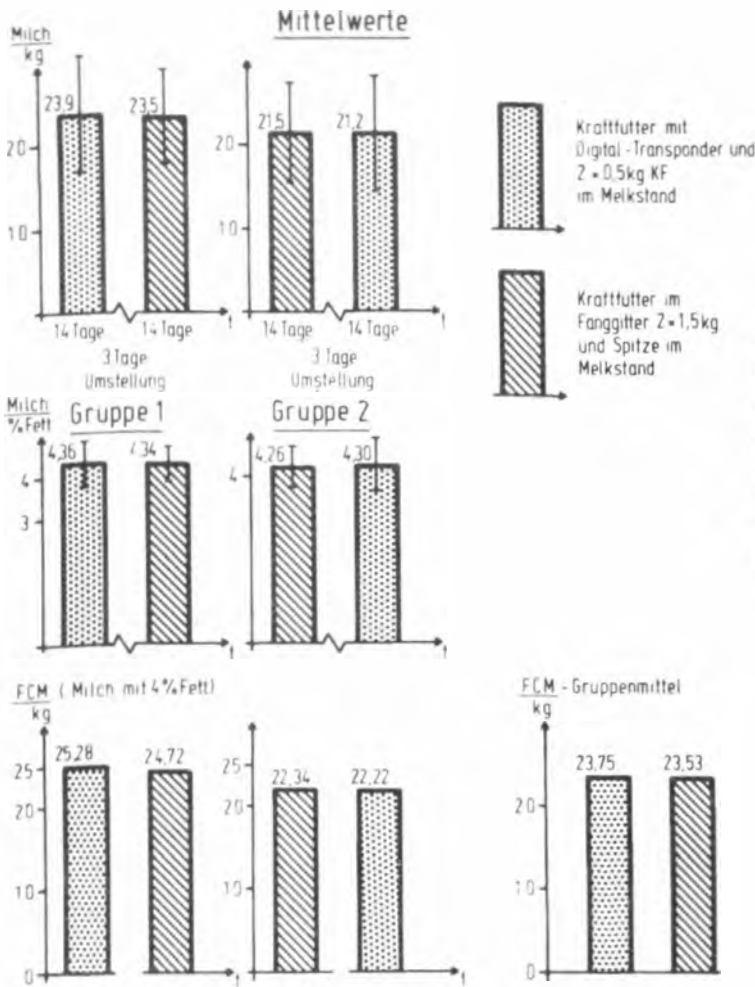 Mittelwerte
Milch
kg
23,9
23,5
20
10
14 Tage
14 Tage
t
3 Tage
Umstellung
21,5
21,2
20
10
14 Tage
14 Tage
t
3 Tage
Umstellung
Kraftfutter mit
Digital-Transponder und
2 × 0,5kg KF
im Melkstand
Kraftfutter im
Fanggitter 2 × 1,5kg
und Spitze im
Melkstand
Milch
% Fett
Gruppe 1
4,36
4,34
4
3
t
Gruppe 2
4,26
4,30
4
t
FCM (Milch mit 4% Fett)
kg
25,28
24,72
25
20
10
0
t
22,34
22,22
25
20
10
t
FCM - Gruppenmittel
kg
23,75
23,53
20
10
0